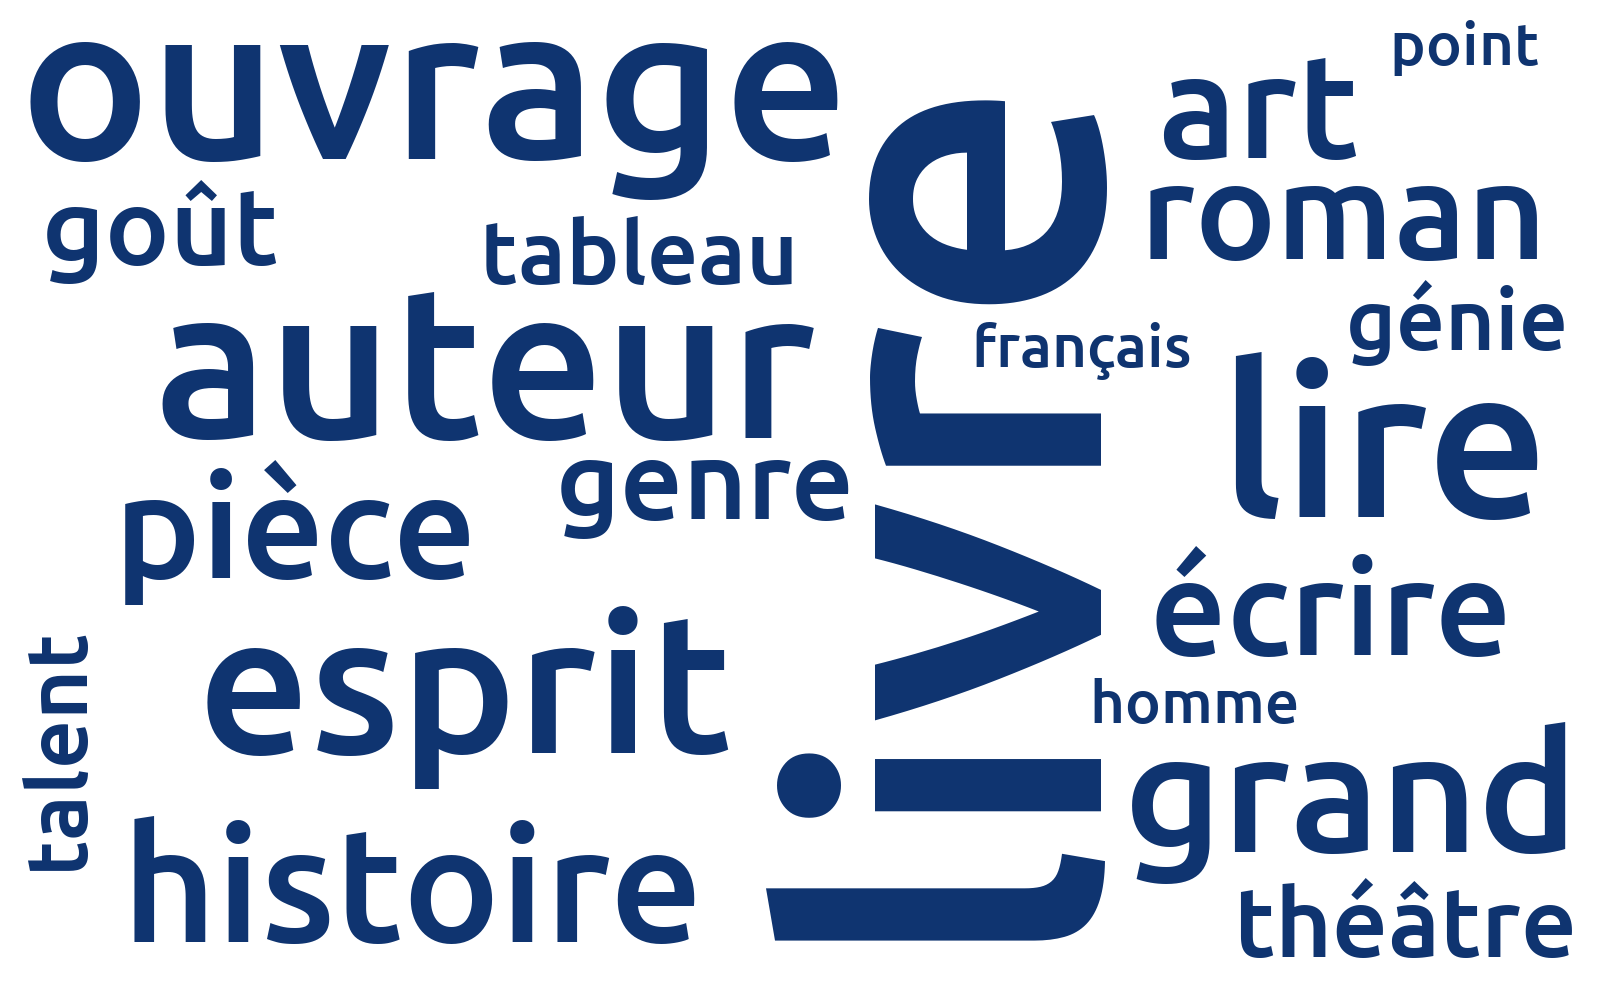 ouvrage
point
art
livre
goût
tableau
roman
auteur
français
génie
lire
pièce
genre
écrire
esprit
talent
homme
grand
histoire
théâtre